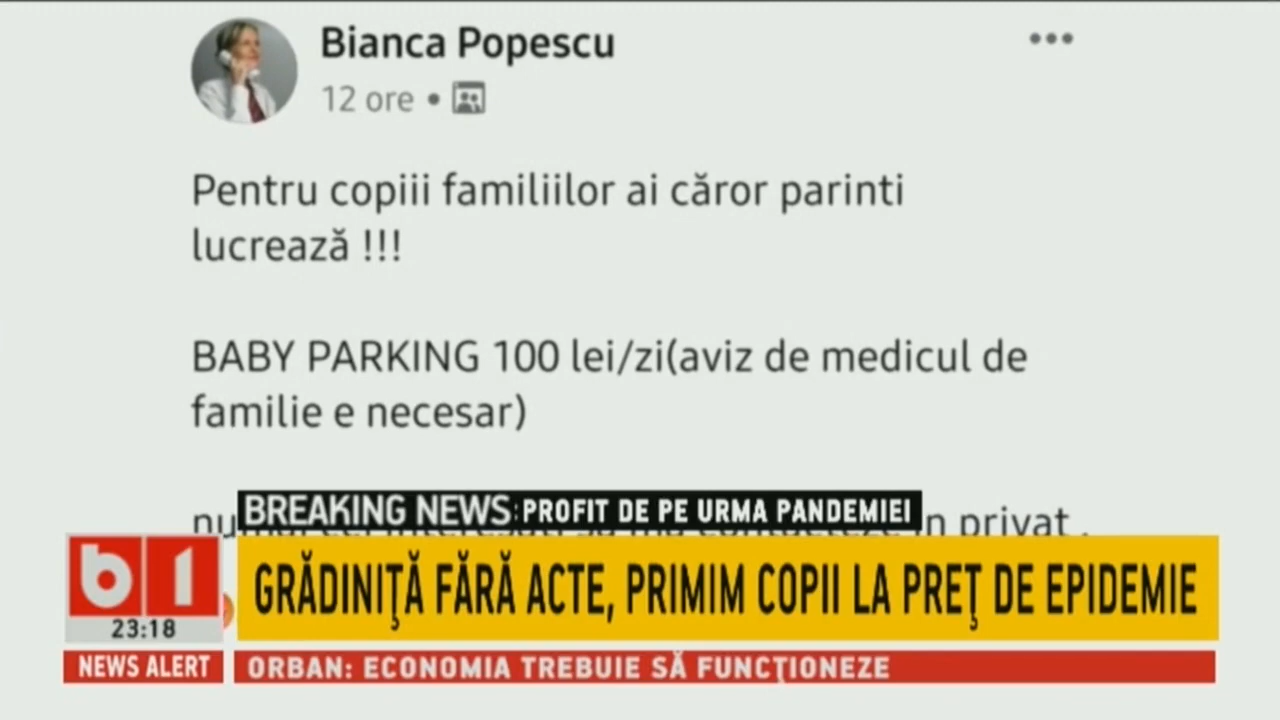 Bianca Popescu
12 ore •
Pentru copiii familiilor ai căror parinti
lucrează !!!
BABY PARKING 100 lei/zi(aviz de medicul de
familie e necesar)
în privat .
BREAKING NEWS: PROFIT DE PE URMA PANDEMIEI
b1
GRĂDINIŢĂ FĂRĂ ACTE, PRIMIM COPII LA PREŢ DE EPIDEMIE
23:18
NEWS ALERT
ORBAN: ECONOMIA TREBUIE SĂ FUNCŢIONEZE